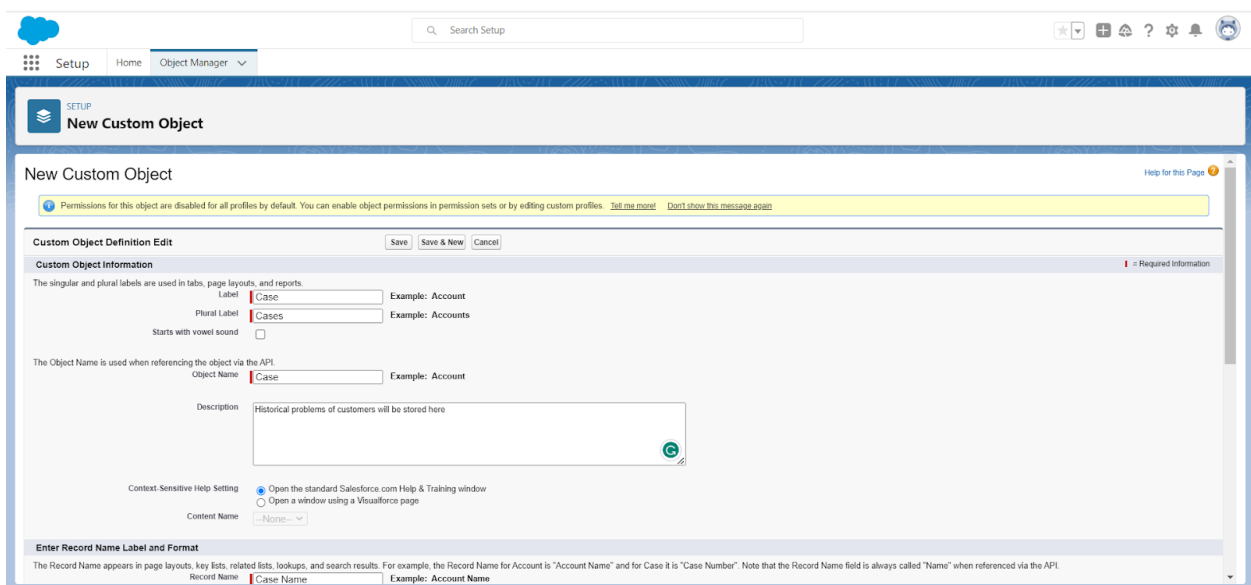 Search Setup
Setup Home Object Manager
SETUP
New Custom Object
New Custom Object Help for this Page
Permissions for this object are disabled for all profiles by default. You can enable object permissions in permission sets or by editing custom profiles. Tell me more! Don't show this message again
Custom Object Definition Edit Save Save & New Cancel
Custom Object Information = Required Information
The singular and plural labels are used in tabs, page layouts, and reports.
Label Case Example: Account
Plural Label Cases Example: Accounts
Starts with vowel sound
The Object Name is used when referencing the object via the API.
Object Name Case Example: Account
Description Historical problems of customers will be stored here
Context-Sensitive Help Setting Open the standard Salesforce.com Help & Training window
Open a window using a Visualforce page
Content Name --None--
Enter Record Name Label and Format
The Record Name appears in page layouts, key lists, related lists, lookups, and search results. For example, the Record Name for Account is "Account Name" and for Case it is "Case Number". Note that the Record Name field is always called "Name" when referenced via the API.
Record Name Case Name Example: Account Name